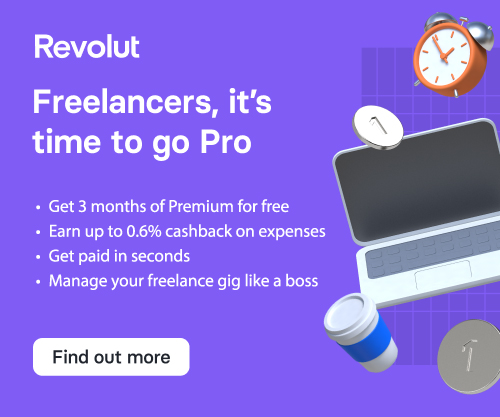 Revolut
Freelancers, it's
time to go Pro
• Get 3 months of Premium for free
• Earn up to 0.6% cashback on expenses
• Get paid in seconds
• Manage your freelance gig like a boss
Find out more